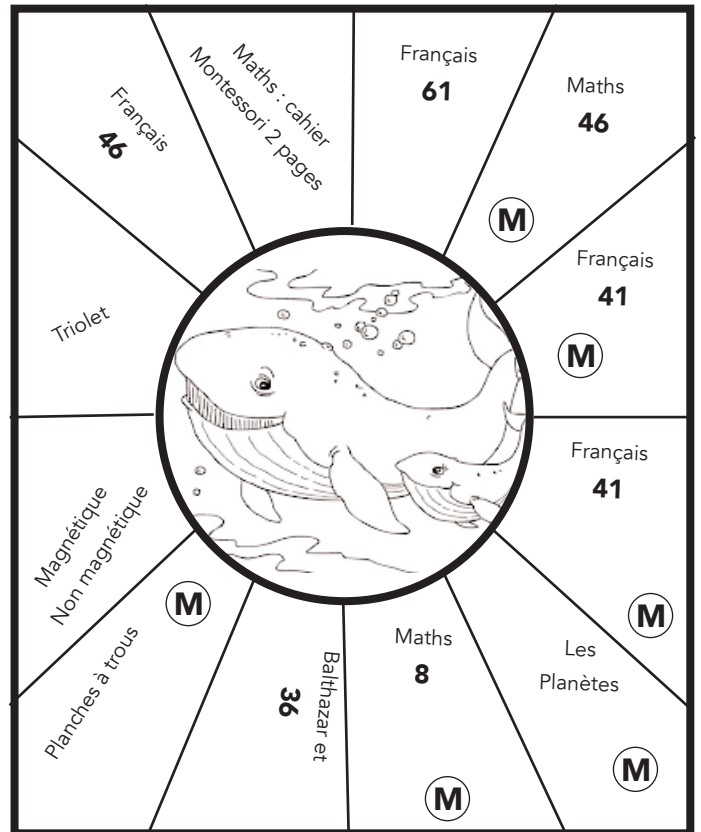 Français
46
Maths : cahier
Montessori 2 pages
Français
61
Maths
46
M
Français
41
M
Français
41
M
Les
Planètes
M
Maths
8
M
Balthazar et
36
Planches à trous
M
Magnétique
Non magnétique
Triolet